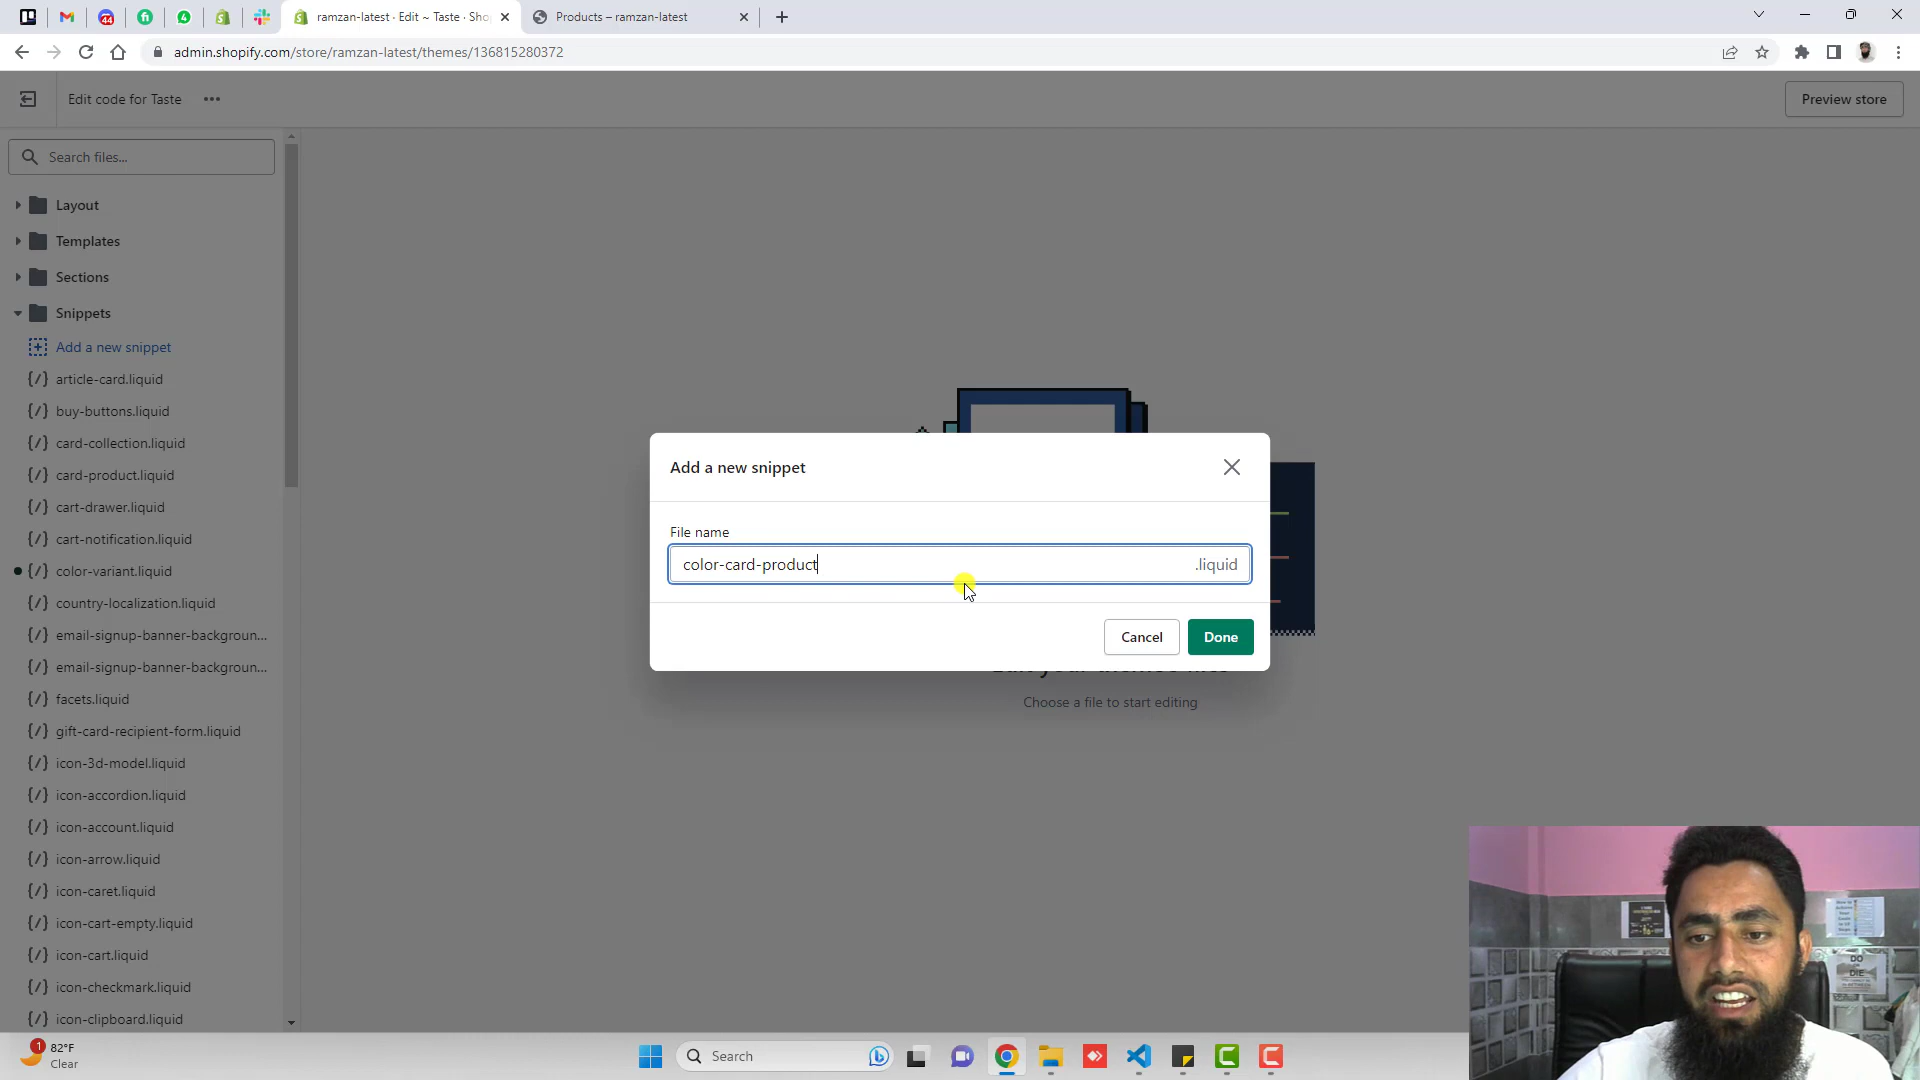 44
4
ramzan-latest · Edit ~ Taste · Sho
Products – ramzan-latest
admin.shopify.com/store/ramzan-latest/themes/136815280372
Edit code for Taste
Preview store
Search files...
Layout
Templates
Sections
Snippets
Add a new snippet
article-card.liquid
buy-buttons.liquid
card-collection.liquid
card-product.liquid
cart-drawer.liquid
cart-notification.liquid
color-variant.liquid
country-localization.liquid
email-signup-banner-backgroun...
email-signup-banner-backgroun...
facets.liquid
gift-card-recipient-form.liquid
icon-3d-model.liquid
icon-accordion.liquid
icon-account.liquid
icon-arrow.liquid
icon-caret.liquid
icon-cart-empty.liquid
icon-cart.liquid
icon-checkmark.liquid
icon-clipboard.liquid
Add a new snippet
File name
color-card-product
.liquid
Cancel
Done
Choose a file to start editing
DO
OR
DIE
1
82°F
Clear
Search